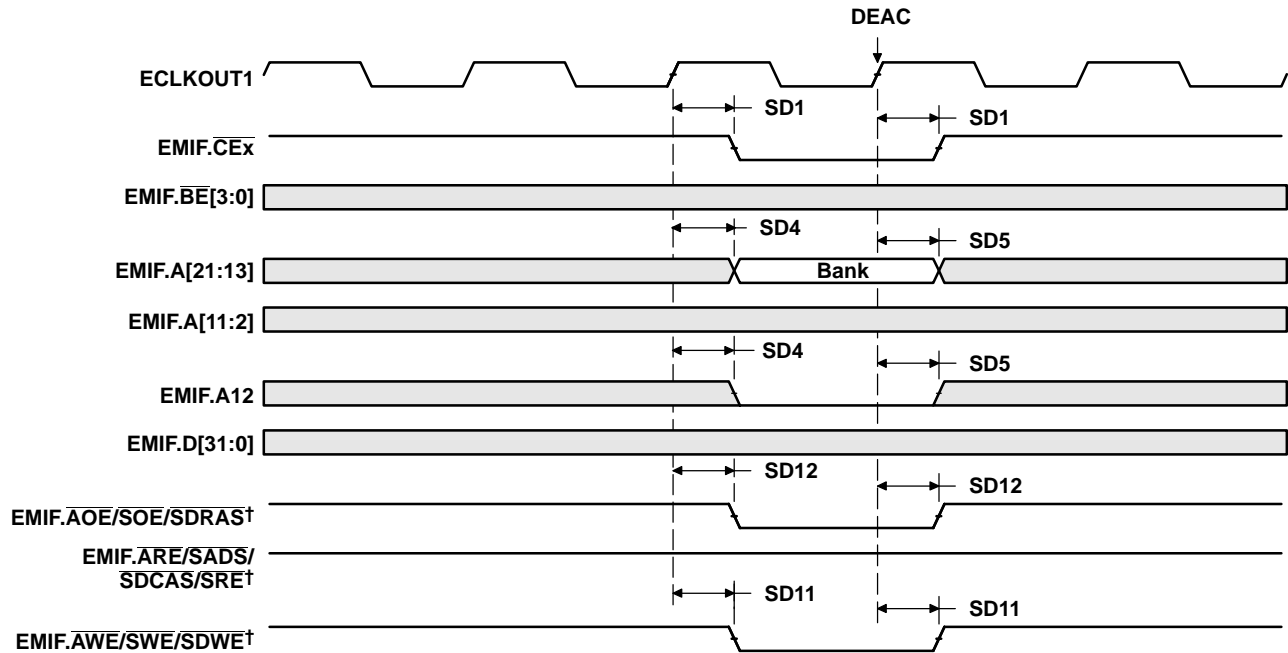 DEAC
ECLKOUT1
SD1
SD1
EMIF.CEx
EMIF.BE[3:0]
SD4
SD5
EMIF.A[21:13]
Bank
EMIF.A[11:2]
SD4
SD5
EMIF.A12
EMIF.D[31:0]
SD12
SD12
EMIF.AOE/SOE/SDRAS†
EMIF.ARE/SADS/
SDCAS/SRE†
SD11
SD11
EMIF.AWE/SWE/SDWE†